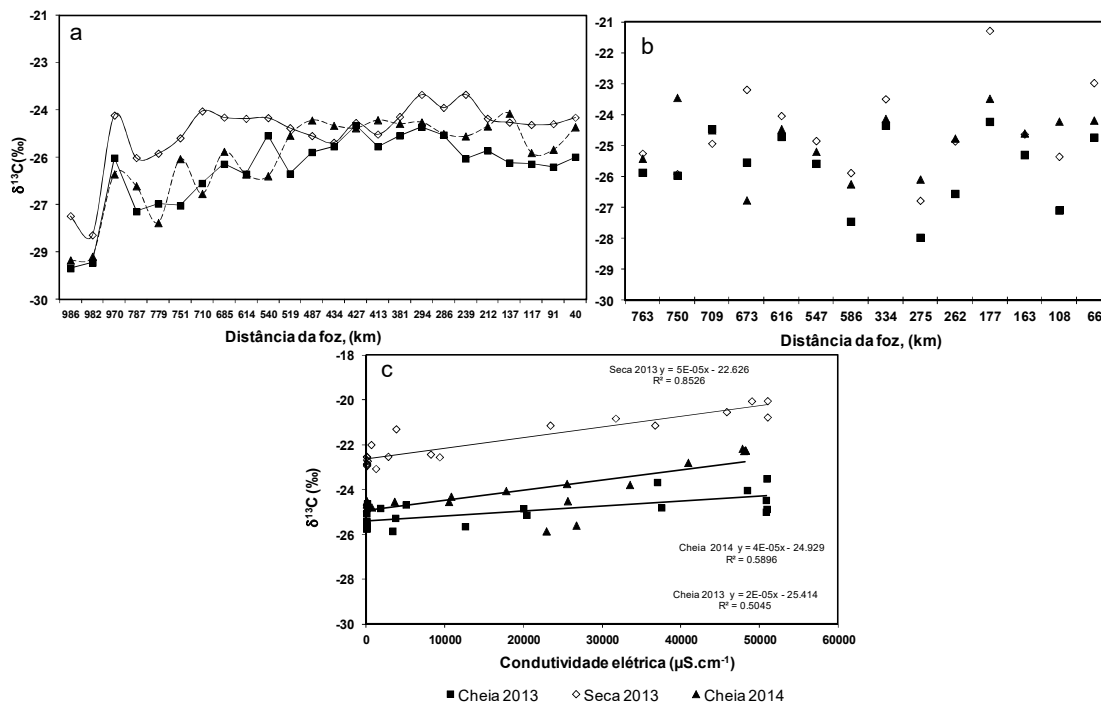 a
-21
-23
-24
-26
-27
-29
-30
δ¹³C(‰)
986 982 970 787 779 751 710 685 614 540 519 487 434 427 413 381 294 286 239 212 137 117 91 40
Distância da foz, (km)
b
-21
-22
-23
-24
-25
-26
-27
-28
-29
-30
763 750 709 673 616 547 586 334 275 262 177 163 108 66
Distância da foz, (km)
c
-18
-20
-22
-24
-26
-28
-30
δ¹³C (‰)
Seca 2013 y = 5E-05x - 22.626
R² = 0.8526
Cheia 2014 y = 4E-05x - 24.929
R² = 0.5896
Cheia 2013 y = 2E-05x - 25.414
R² = 0.5045
0 10000 20000 30000 40000 50000 60000
Condutividade elétrica (µS.cm⁻¹)
Cheia 2013 Seca 2013 Cheia 2014